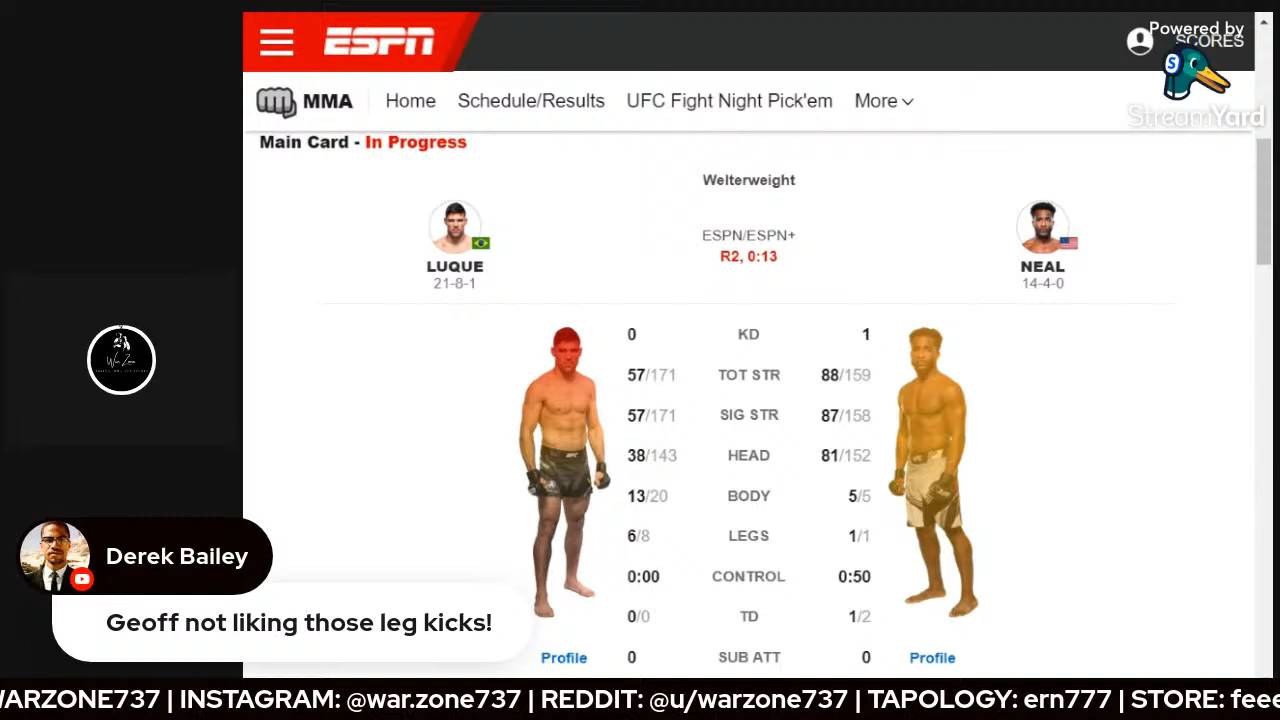 Powered by
ESPN
SCORES
S
StreamYard
MMA
Home
Schedule/Results
UFC Fight Night Pick'em
More
Main Card - In Progress
Welterweight
ESPN/ESPN+
R2, 0:13
LUQUE
21-8-1
NEAL
14-4-0
0 KD 1
57/171 TOT STR 88/159
57/171 SIG STR 87/158
38/143 HEAD 81/152
13/20 BODY 5/5
6/8 LEGS 1/1
0:00 CONTROL 0:50
0/0 TD 1/2
Profile 0 SUB ATT 0 Profile
War Zone
Derek Bailey
Geoff not liking those leg kicks!
WARZONE737 | INSTAGRAM: @war.zone737 | REDDIT: @u/warzone737 | TAPOLOGY: ern777 | STORE: feee